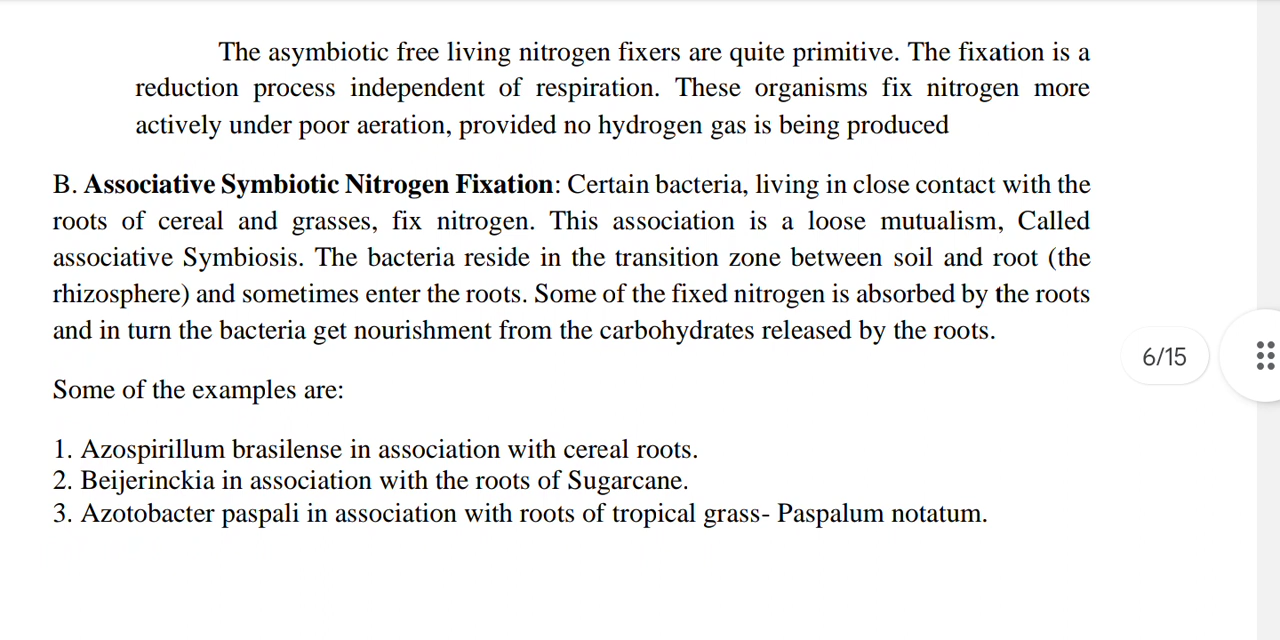 The asymbiotic free living nitrogen fixers are quite primitive. The fixation is a
reduction process independent of respiration. These organisms fix nitrogen more
actively under poor aeration, provided no hydrogen gas is being produced
B. Associative Symbiotic Nitrogen Fixation: Certain bacteria, living in close contact with the
roots of cereal and grasses, fix nitrogen. This association is a loose mutualism, Called
associative Symbiosis. The bacteria reside in the transition zone between soil and root (the
rhizosphere) and sometimes enter the roots. Some of the fixed nitrogen is absorbed by the roots
and in turn the bacteria get nourishment from the carbohydrates released by the roots.
6/15
Some of the examples are:
1. Azospirillum brasilense in association with cereal roots.
2. Beijerinckia in association with the roots of Sugarcane.
3. Azotobacter paspali in association with roots of tropical grass- Paspalum notatum.